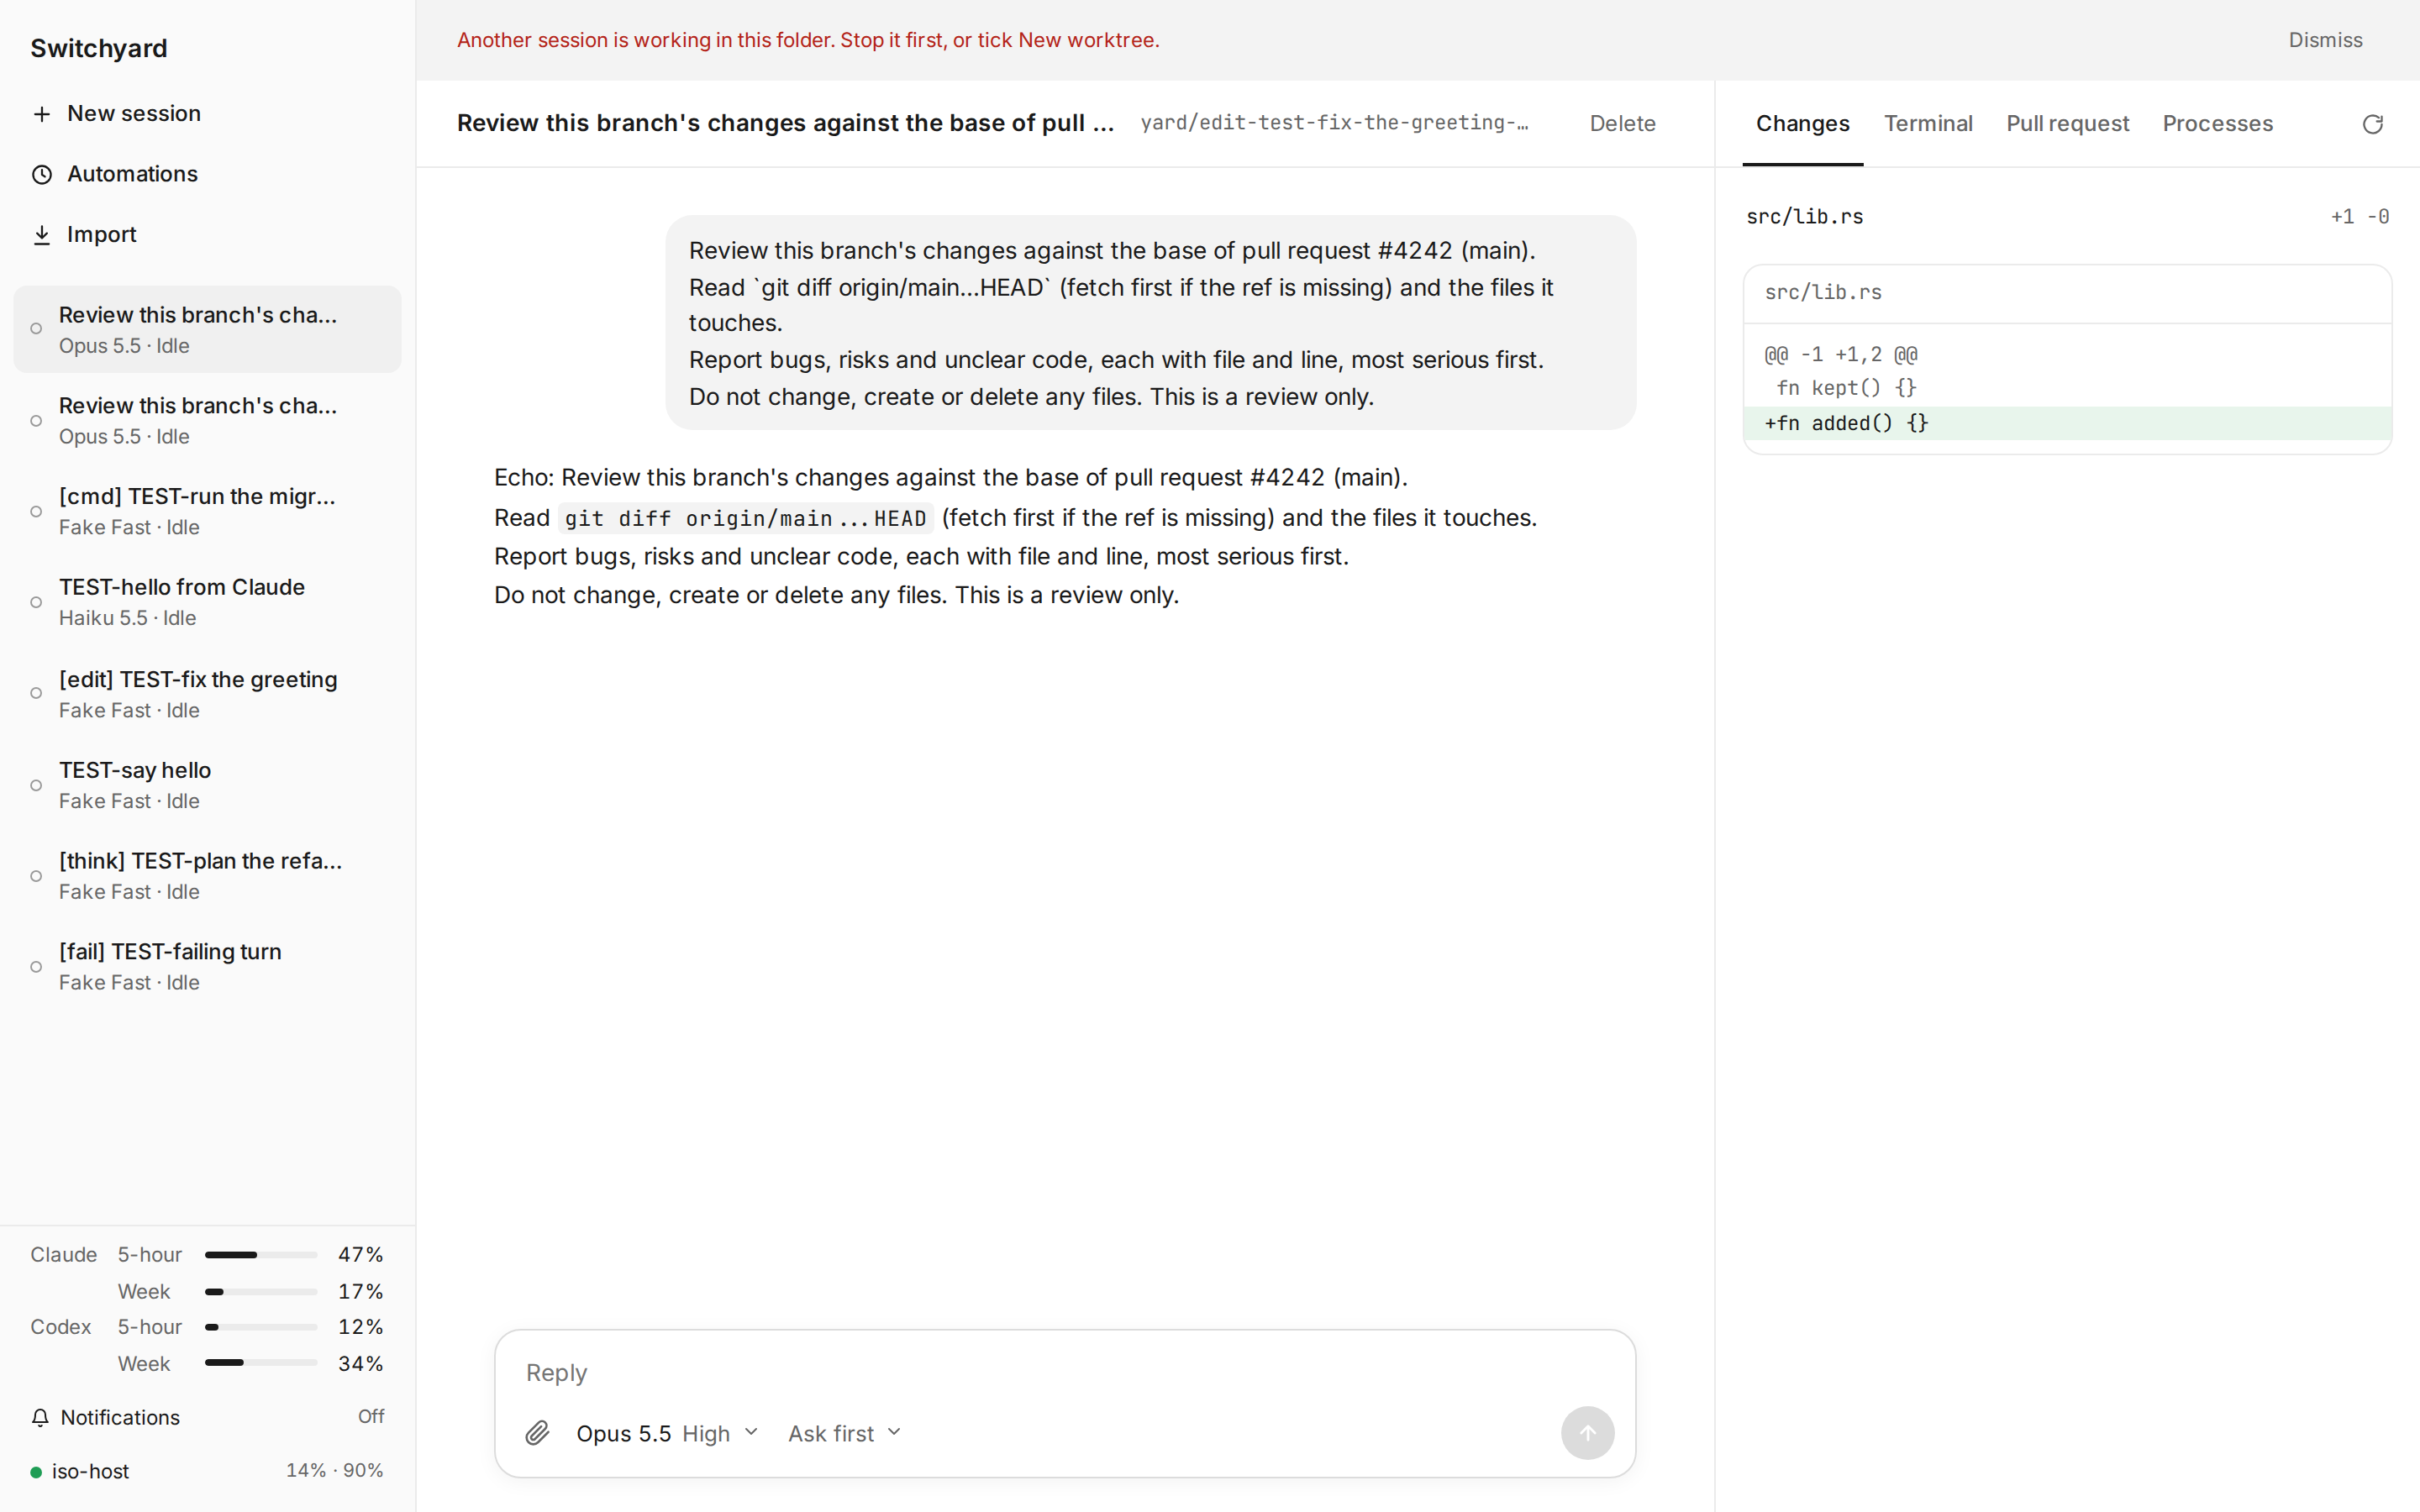 Switchyard
New session
Automations
Import
Review this branch's cha...
Opus 5.5 · Idle
Review this branch's cha...
Opus 5.5 · Idle
[cmd] TEST-run the migr...
Fake Fast · Idle
TEST-hello from Claude
Haiku 5.5 · Idle
[edit] TEST-fix the greeting
Fake Fast · Idle
TEST-say hello
Fake Fast · Idle
[think] TEST-plan the refa...
Fake Fast · Idle
[fail] TEST-failing turn
Fake Fast · Idle
Claude 5-hour 47%
Week 17%
Codex 5-hour 12%
Week 34%
Notifications Off
iso-host 14% · 90%
Another session is working in this folder. Stop it first, or tick New worktree. Dismiss
Review this branch's changes against the base of pull ... yard/edit-test-fix-the-greeting-… Delete
Review this branch's changes against the base of pull request #4242 (main).
Read `git diff origin/main...HEAD` (fetch first if the ref is missing) and the files it
touches.
Report bugs, risks and unclear code, each with file and line, most serious first.
Do not change, create or delete any files. This is a review only.
Echo: Review this branch's changes against the base of pull request #4242 (main).
Read git diff origin/main...HEAD (fetch first if the ref is missing) and the files it touches.
Report bugs, risks and unclear code, each with file and line, most serious first.
Do not change, create or delete any files. This is a review only.
Reply
Opus 5.5 High Ask first
Changes Terminal Pull request Processes
src/lib.rs +1 -0
src/lib.rs
@@ -1 +1,2 @@
 fn kept() {}
+fn added() {}